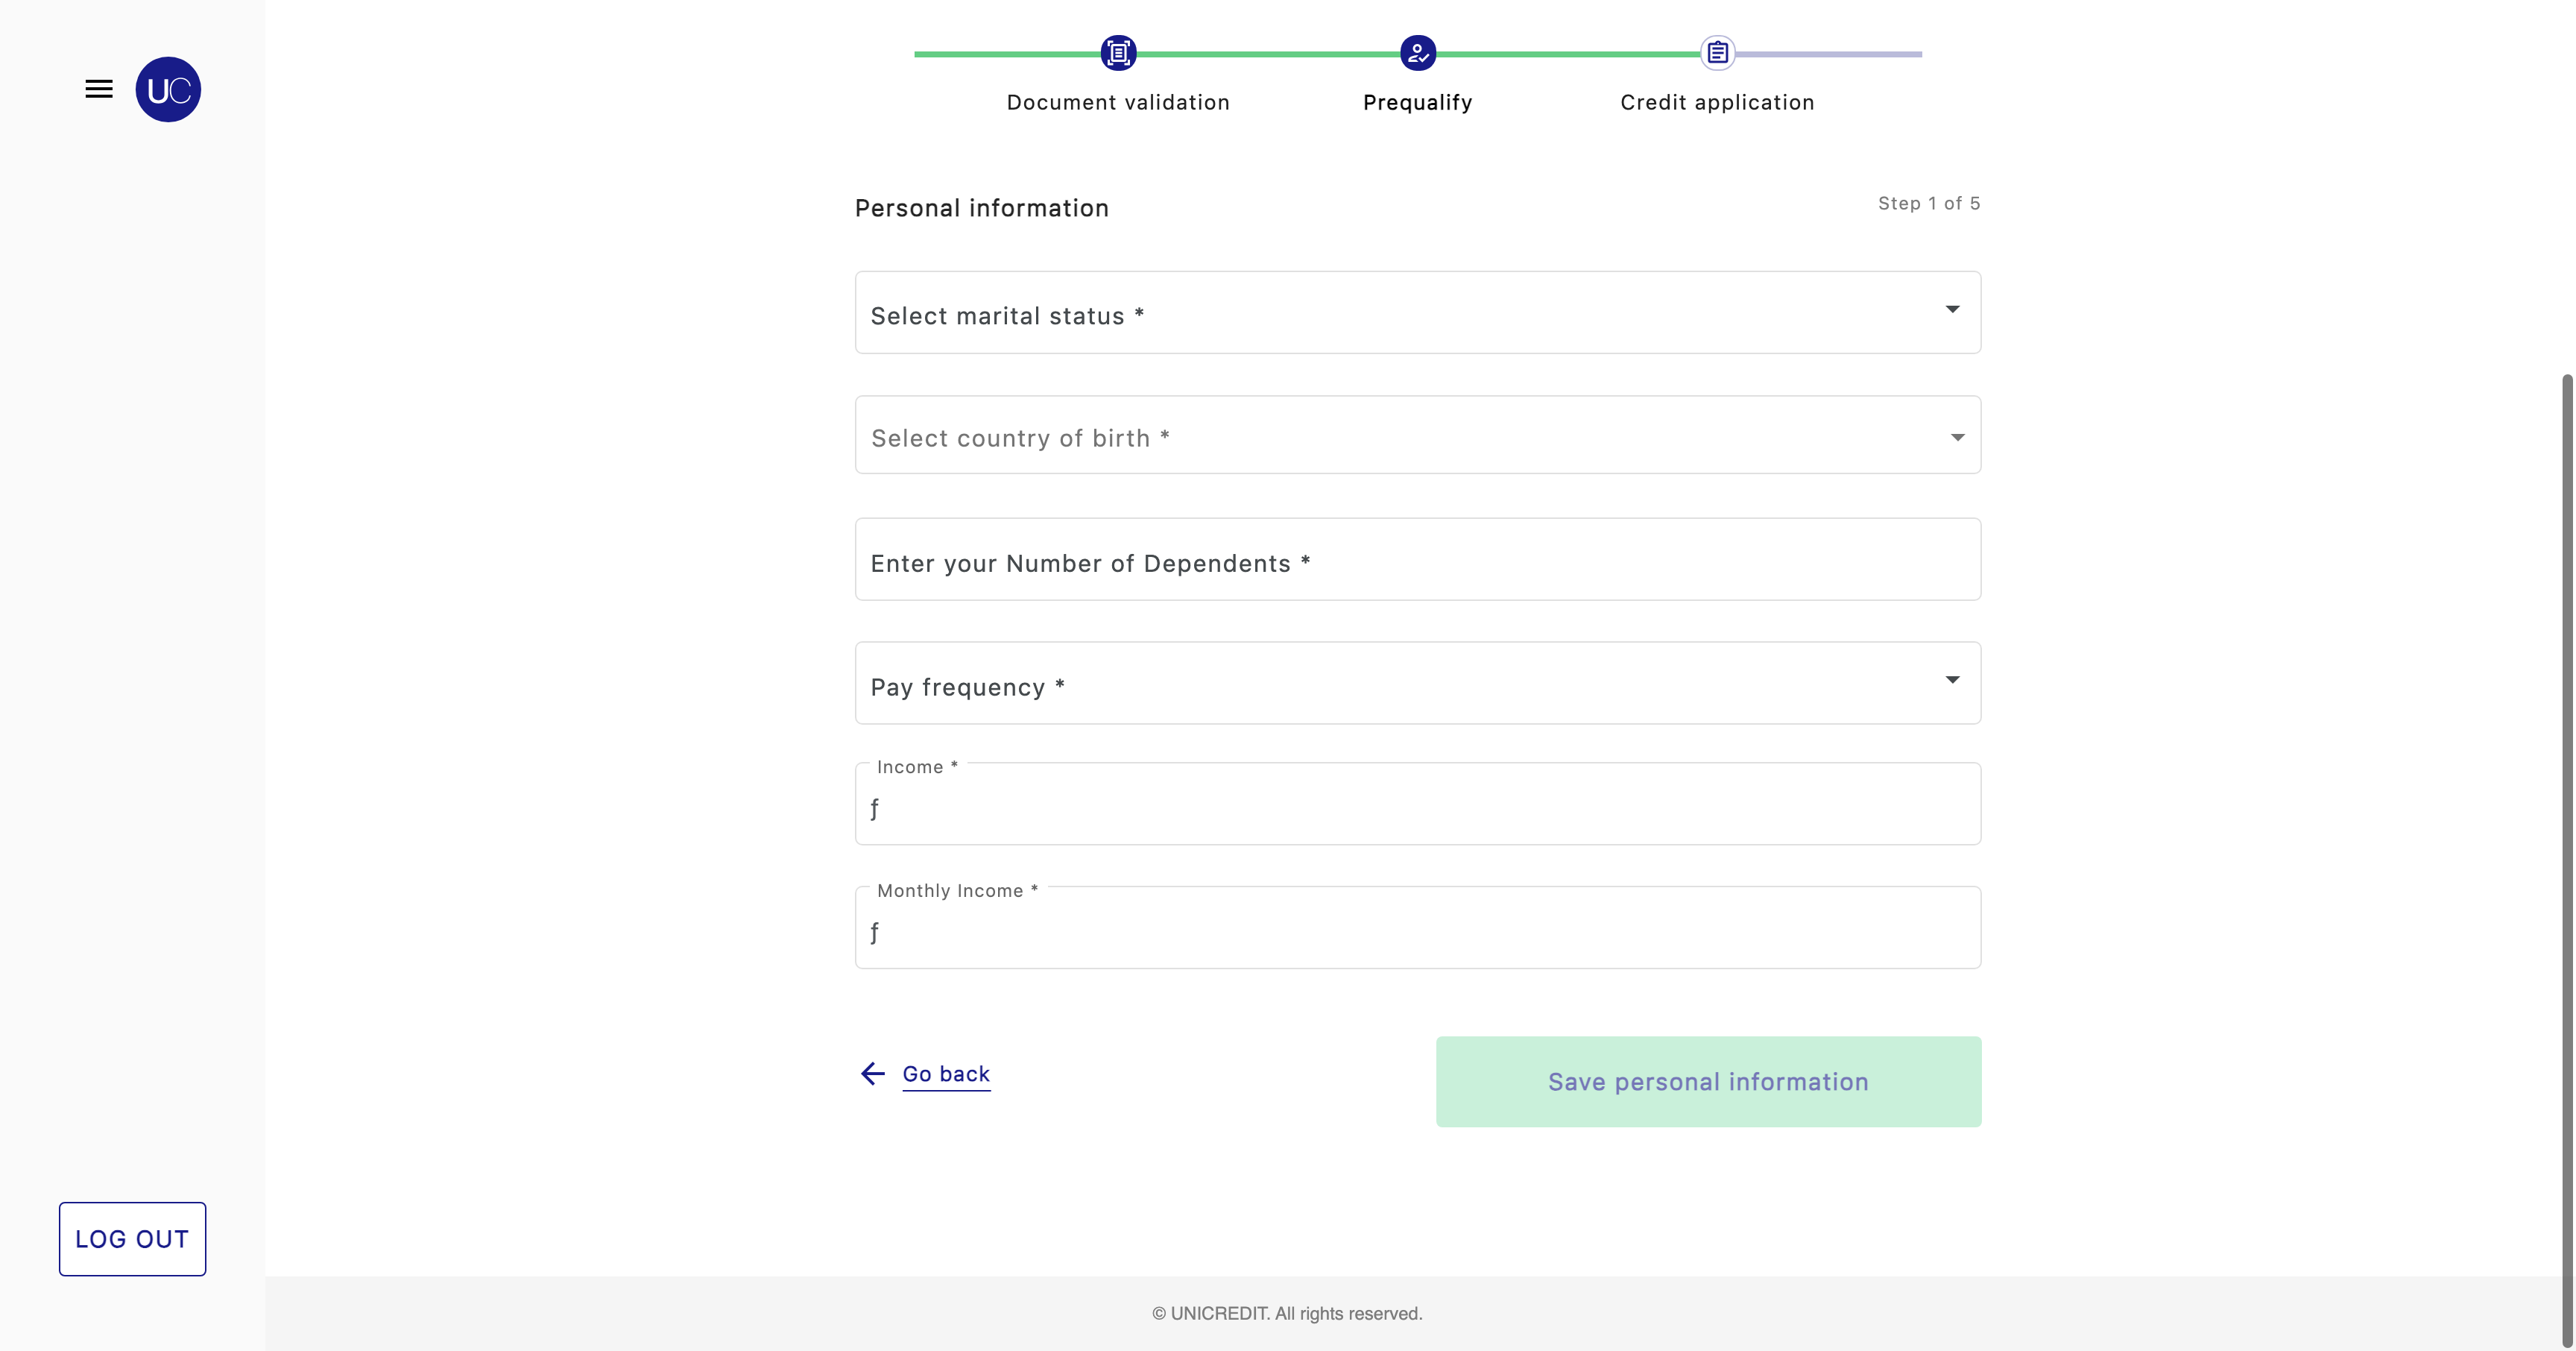 UC
Document validation
Prequalify
Credit application
Personal information
Step 1 of 5
Select marital status *
Select country of birth *
Enter your Number of Dependents *
Pay frequency *
Income *
ƒ
Monthly Income *
ƒ
Go back
Save personal information
LOG OUT
© UNICREDIT. All rights reserved.